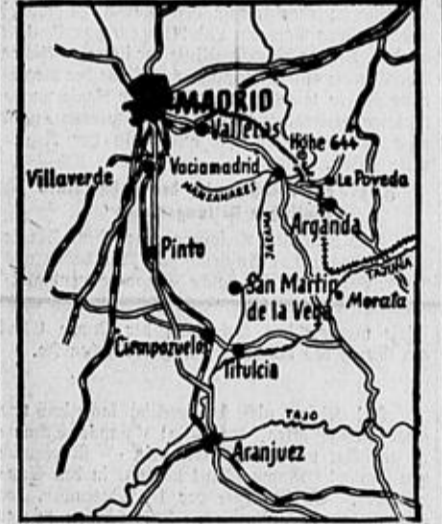 MADRID
Vallecas
Höhe 644
Villaverde
Vaciamadrid
La Poveda
MANZANARES
Arganda
JARAMA
Pinto
TAJUÑA
San Martin
de la Vega
Morata
Ciempozuelos
Titulcia
TAJO
Aranjuez